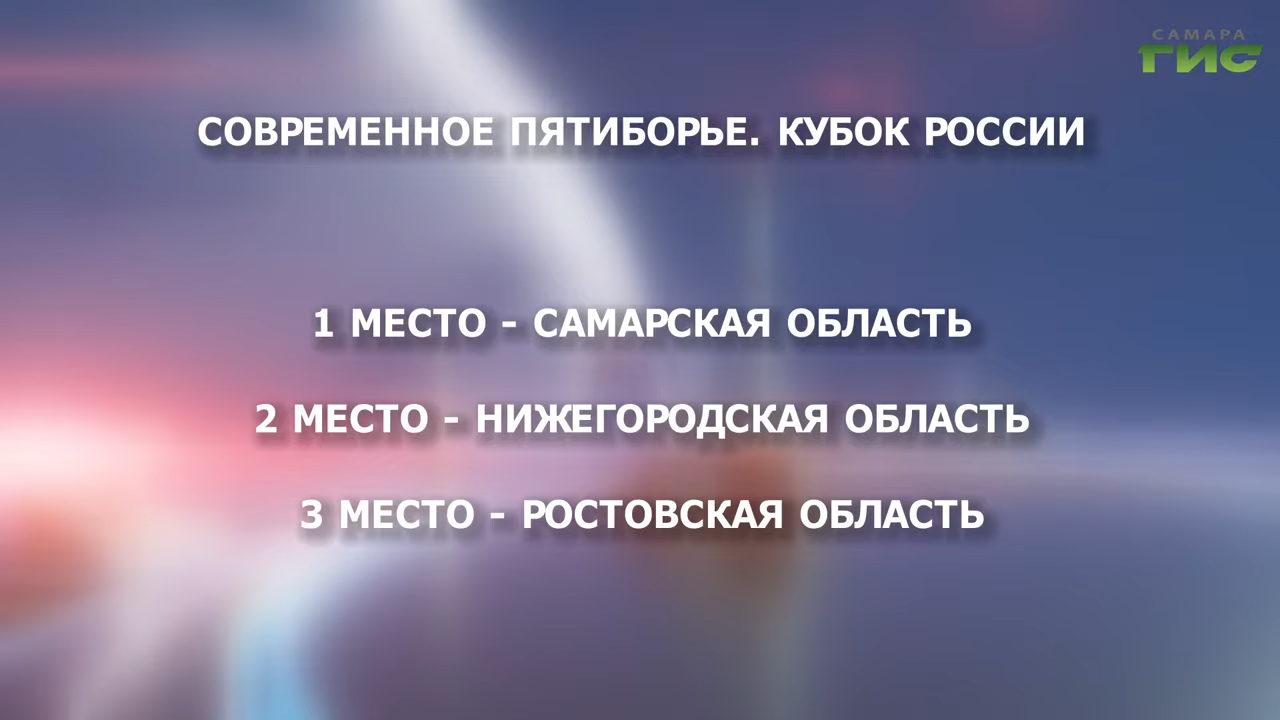 САМАРА
ГИС
СОВРЕМЕННОЕ ПЯТИБОРЬЕ. КУБОК РОССИИ
1 МЕСТО - САМАРСКАЯ ОБЛАСТЬ
2 МЕСТО - НИЖЕГОРОДСКАЯ ОБЛАСТЬ
3 МЕСТО - РОСТОВСКАЯ ОБЛАСТЬ